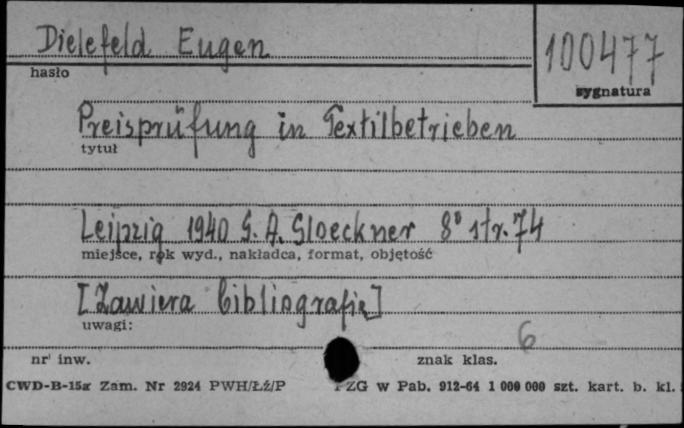 Dielefeld Eugen
100477
hasło
sygnatura
Preisprüfung in Textilbetrieben
tytuł
Leipzig 1940 G. A. Gloeckner 8° str. 74
miejsce, rok wyd., nakładca, format, objętość
[Zawiera bibliografię]
uwagi:
6
nr inw.
znak klas.
CWD-B-15z Zam. Nr 2924 PWH/Łź/P
PZG w Pab. 912-64 1 000 000 szt. kart. b. kl.